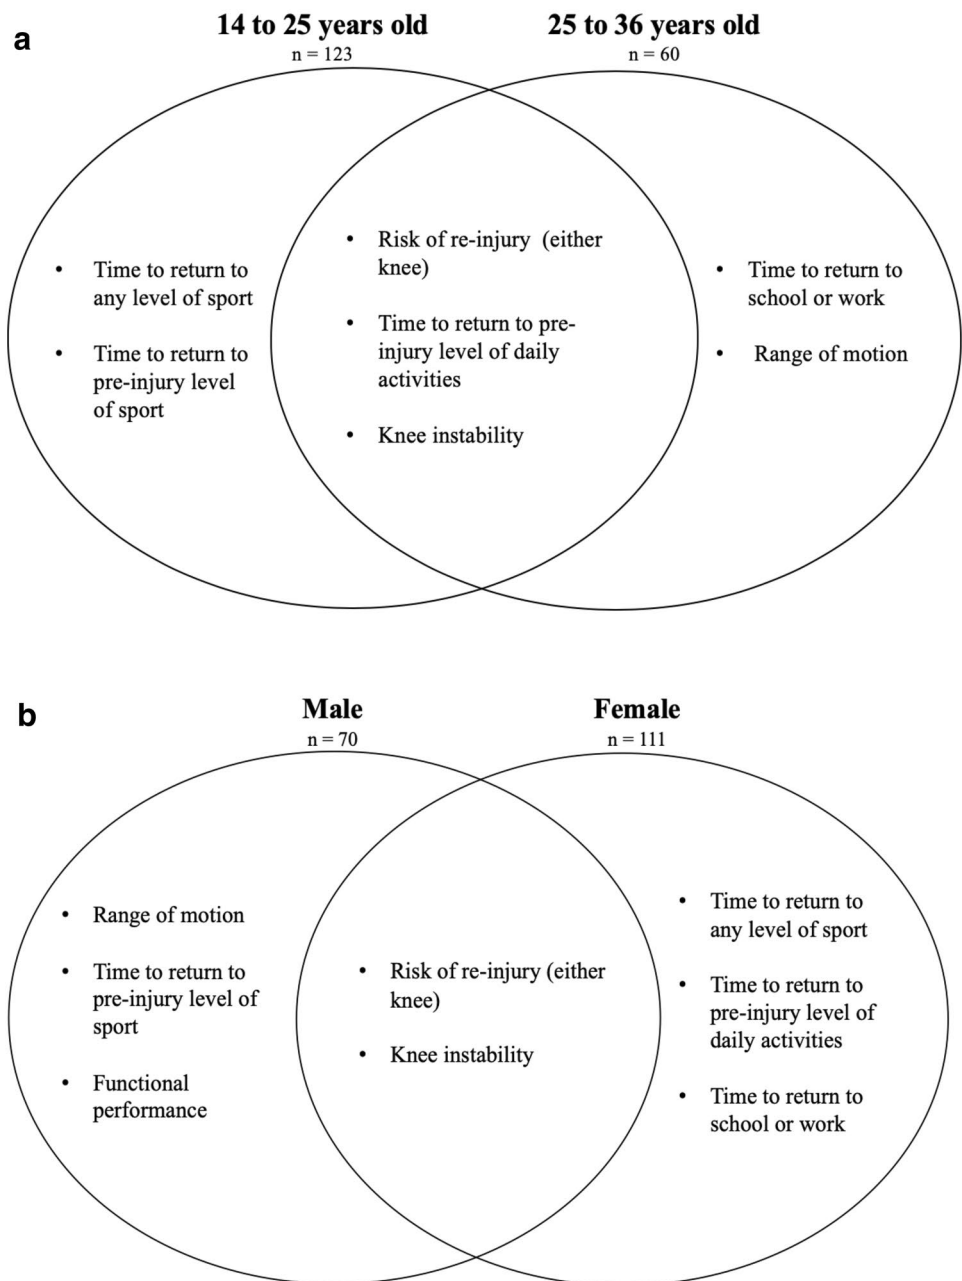 a
14 to 25 years old
n = 123
25 to 36 years old
n = 60
• Time to return to
any level of sport
• Time to return to
pre-injury level
of sport
• Risk of re-injury (either
knee)
• Time to return to pre-
injury level of daily
activities
• Knee instability
• Time to return to
school or work
• Range of motion
b
Male
n = 70
Female
n = 111
• Range of motion
• Time to return to
pre-injury level of
sport
• Functional
performance
• Risk of re-injury (either
knee)
• Knee instability
• Time to return to
any level of sport
• Time to return to
pre-injury level of
daily activities
• Time to return to
school or work